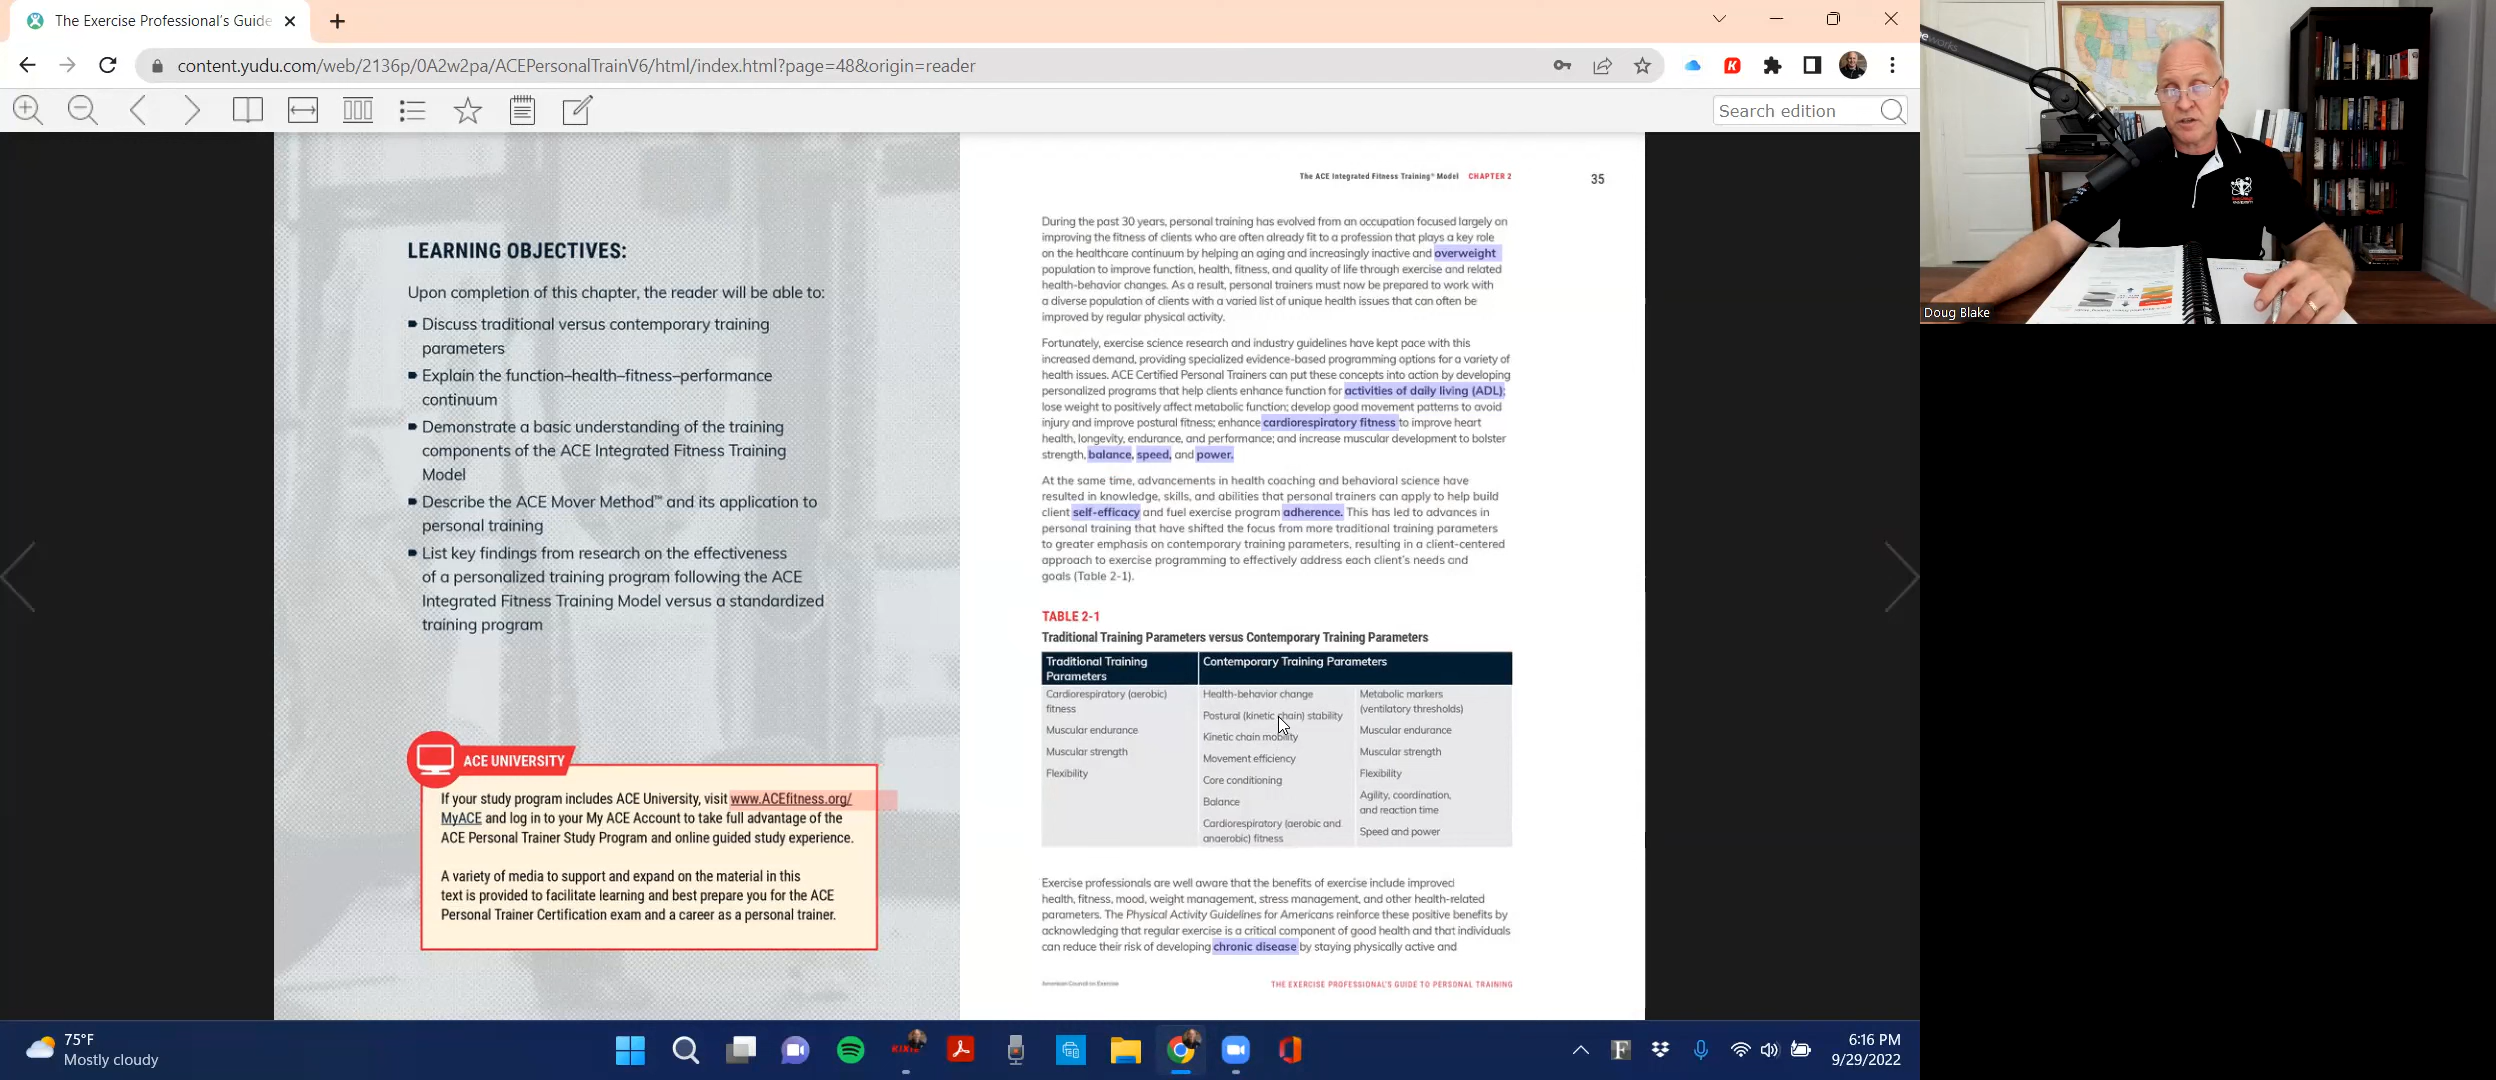 The Exercise Professional's Guide
content.yudu.com/web/2136p/0A2w2pa/ACEPersonalTrainV6/html/index.html?page=48&origin=reader
Search edition
LEARNING OBJECTIVES:
Upon completion of this chapter, the reader will be able to:
Discuss traditional versus contemporary training
parameters
Explain the function–health–fitness–performance
continuum
Demonstrate a basic understanding of the training
components of the ACE Integrated Fitness Training
Model
Describe the ACE Mover Method™ and its application to
personal training
List key findings from research on the effectiveness
of a personalized training program following the ACE
Integrated Fitness Training Model versus a standardized
training program
ACE UNIVERSITY
If your study program includes ACE University, visit www.ACEfitness.org/
MyACE and log in to your My ACE Account to take full advantage of the
ACE Personal Trainer Study Program and online guided study experience.
A variety of media to support and expand on the material in this
text is provided to facilitate learning and best prepare you for the ACE
Personal Trainer Certification exam and a career as a personal trainer.
The ACE Integrated Fitness Training® Model CHAPTER 2 35
During the past 30 years, personal training has evolved from an occupation focused largely on
improving the fitness of clients who are often already fit to a profession that plays a key role
on the healthcare continuum by helping an aging and increasingly inactive and overweight
population to improve function, health, fitness, and quality of life through exercise and related
health-behavior changes. As a result, personal trainers must now be prepared to work with
a diverse population of clients with a varied list of unique health issues that can often be
improved by regular physical activity.
Fortunately, exercise science research and industry guidelines have kept pace with this
increased demand, providing specialized evidence-based programming options for a variety of
health issues. ACE Certified Personal Trainers can put these concepts into action by developing
personalized programs that help clients enhance function for activities of daily living (ADL);
lose weight to positively affect metabolic function; develop good movement patterns to avoid
injury and improve postural fitness; enhance cardiorespiratory fitness to improve heart
health, longevity, endurance, and performance; and increase muscular development to bolster
strength, balance, speed, and power.
At the same time, advancements in health coaching and behavioral science have
resulted in knowledge, skills, and abilities that personal trainers can apply to help build
client self-efficacy and fuel exercise program adherence. This has led to advances in
personal training that have shifted the focus from more traditional training parameters
to greater emphasis on contemporary training parameters, resulting in a client-centered
approach to exercise programming to effectively address each client's needs and
goals (Table 2-1).
TABLE 2-1
Traditional Training Parameters versus Contemporary Training Parameters
Traditional Training
Parameters
Contemporary Training Parameters
Cardiorespiratory (aerobic)
fitness
Muscular endurance
Muscular strength
Flexibility
Health-behavior change
Postural (kinetic chain) stability
Kinetic chain mobility
Movement efficiency
Core conditioning
Balance
Cardiorespiratory (aerobic and
anaerobic) fitness
Metabolic markers
(ventilatory thresholds)
Muscular endurance
Muscular strength
Flexibility
Agility, coordination,
and reaction time
Speed and power
Exercise professionals are well aware that the benefits of exercise include improved
health, fitness, mood, weight management, stress management, and other health-related
parameters. The Physical Activity Guidelines for Americans reinforce these positive benefits by
acknowledging that regular exercise is a critical component of good health and that individuals
can reduce their risk of developing chronic disease by staying physically active and
American Council on Exercise
THE EXERCISE PROFESSIONAL'S GUIDE TO PERSONAL TRAINING
Doug Blake
75°F
Mostly cloudy
KIXIE
6:16 PM
9/29/2022